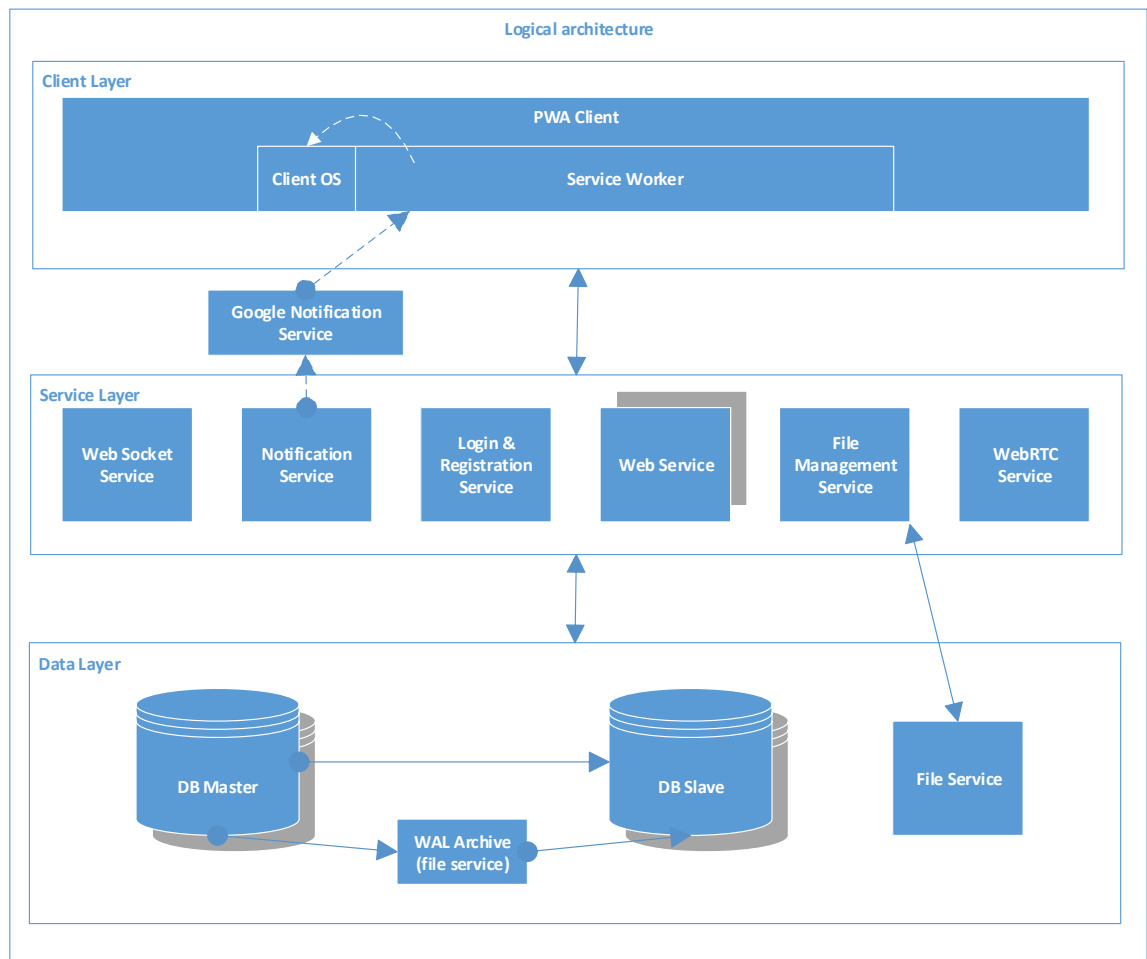 Logical architecture
Client Layer
PWA Client
Client OS
Service Worker
Google Notification
Service
Service Layer
Web Socket
Service
Notification
Service
Login &
Registration
Service
Web Service
File
Management
Service
WebRTC
Service
Data Layer
DB Master
DB Slave
File Service
WAL Archive
(file service)